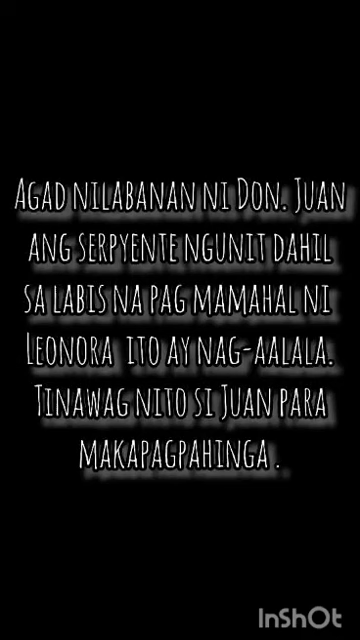 Agad nilabanan ni Don. Juan
ang serpyente ngunit dahil
sa labis na pag mamahal ni
Leonora ito ay nag-aalala.
Tinawag nito si Juan para
makapagpahinga .
InShOt